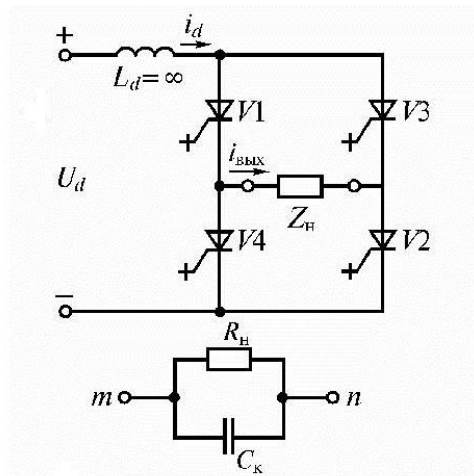 +
i_d
L_d = ∞
V1
V3
+
+
i_вых
U_d
Z_н
V4
V2
+
+
−
R_н
m
n
C_к